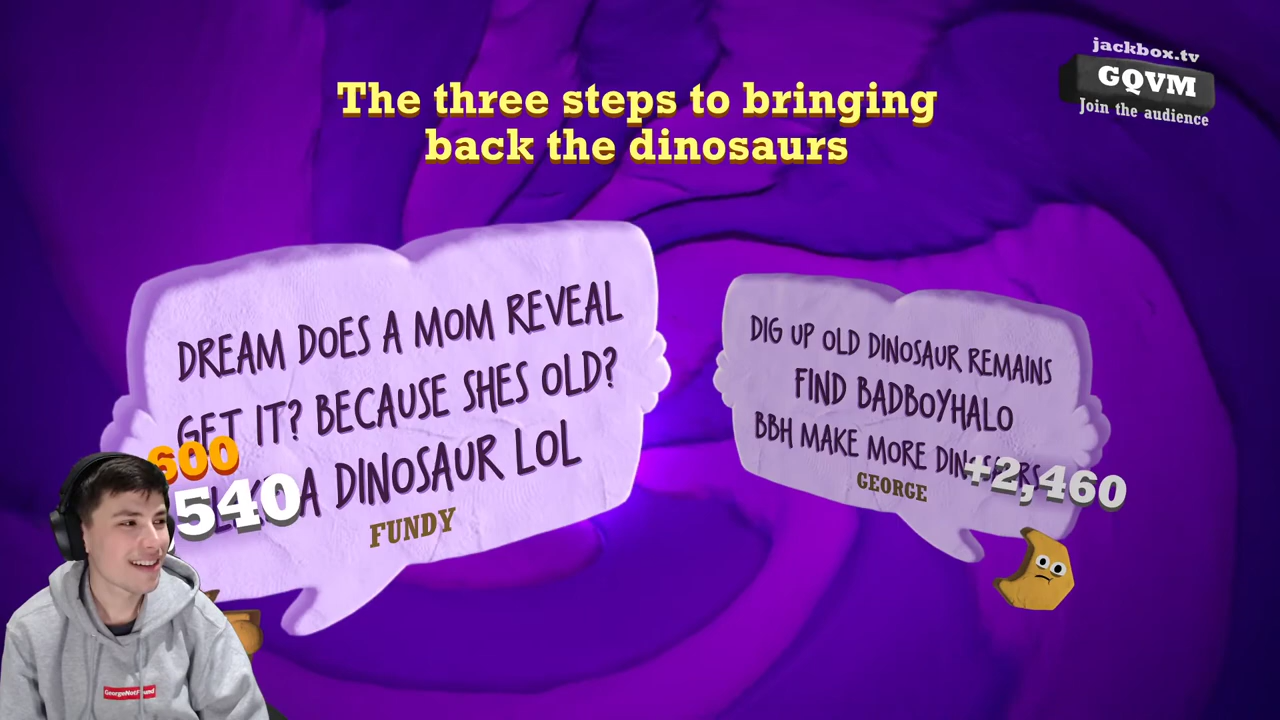 jackbox.tv
GQVM
Join the audience
The three steps to bringing
back the dinosaurs
DREAM DOES A MOM REVEAL
GET IT? BECAUSE SHES OLD?
A DINOSAUR LOL
FUNDY
600
540
DIG UP OLD DINOSAUR REMAINS
FIND BADBOYHALO
BBH MAKE MORE
GEORGE
+2,460
GeorgeNotFound